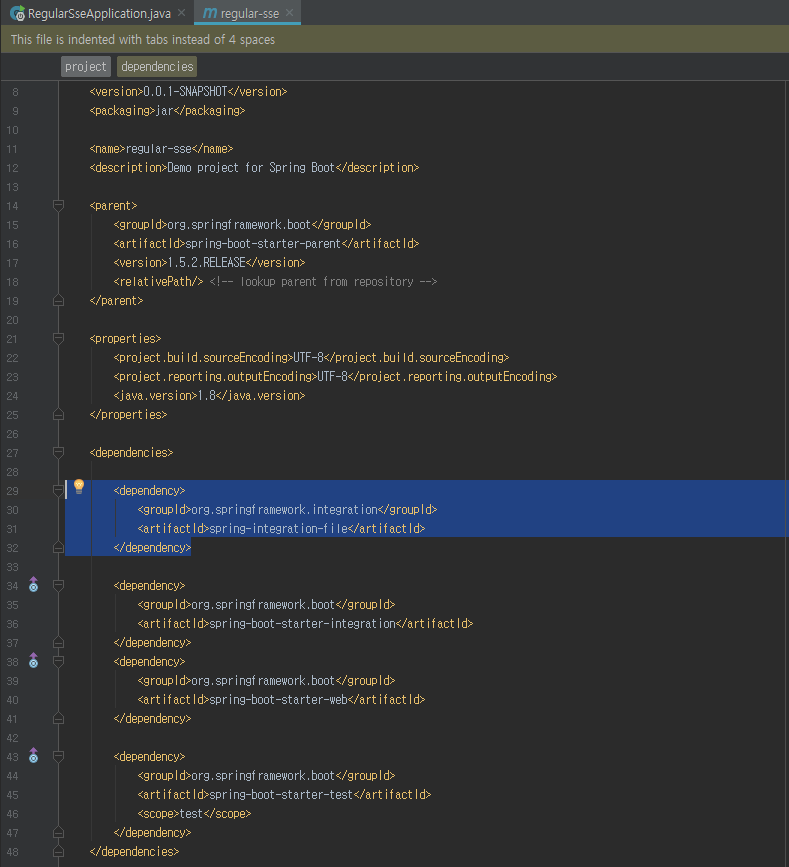 RegularSseApplication.java
regular-sse
This file is indented with tabs instead of 4 spaces
project dependencies
8 <version>0.0.1-SNAPSHOT</version>
9 <packaging>jar</packaging>
10
11 <name>regular-sse</name>
12 <description>Demo project for Spring Boot</description>
13
14 <parent>
15 <groupId>org.springframework.boot</groupId>
16 <artifactId>spring-boot-starter-parent</artifactId>
17 <version>1.5.2.RELEASE</version>
18 <relativePath/> <!-- lookup parent from repository -->
19 </parent>
20
21 <properties>
22 <project.build.sourceEncoding>UTF-8</project.build.sourceEncoding>
23 <project.reporting.outputEncoding>UTF-8</project.reporting.outputEncoding>
24 <java.version>1.8</java.version>
25 </properties>
26
27 <dependencies>
28
29 <dependency>
30 <groupId>org.springframework.integration</groupId>
31 <artifactId>spring-integration-file</artifactId>
32 </dependency>
33
34 <dependency>
35 <groupId>org.springframework.boot</groupId>
36 <artifactId>spring-boot-starter-integration</artifactId>
37 </dependency>
38 <dependency>
39 <groupId>org.springframework.boot</groupId>
40 <artifactId>spring-boot-starter-web</artifactId>
41 </dependency>
42
43 <dependency>
44 <groupId>org.springframework.boot</groupId>
45 <artifactId>spring-boot-starter-test</artifactId>
46 <scope>test</scope>
47 </dependency>
48 </dependencies>